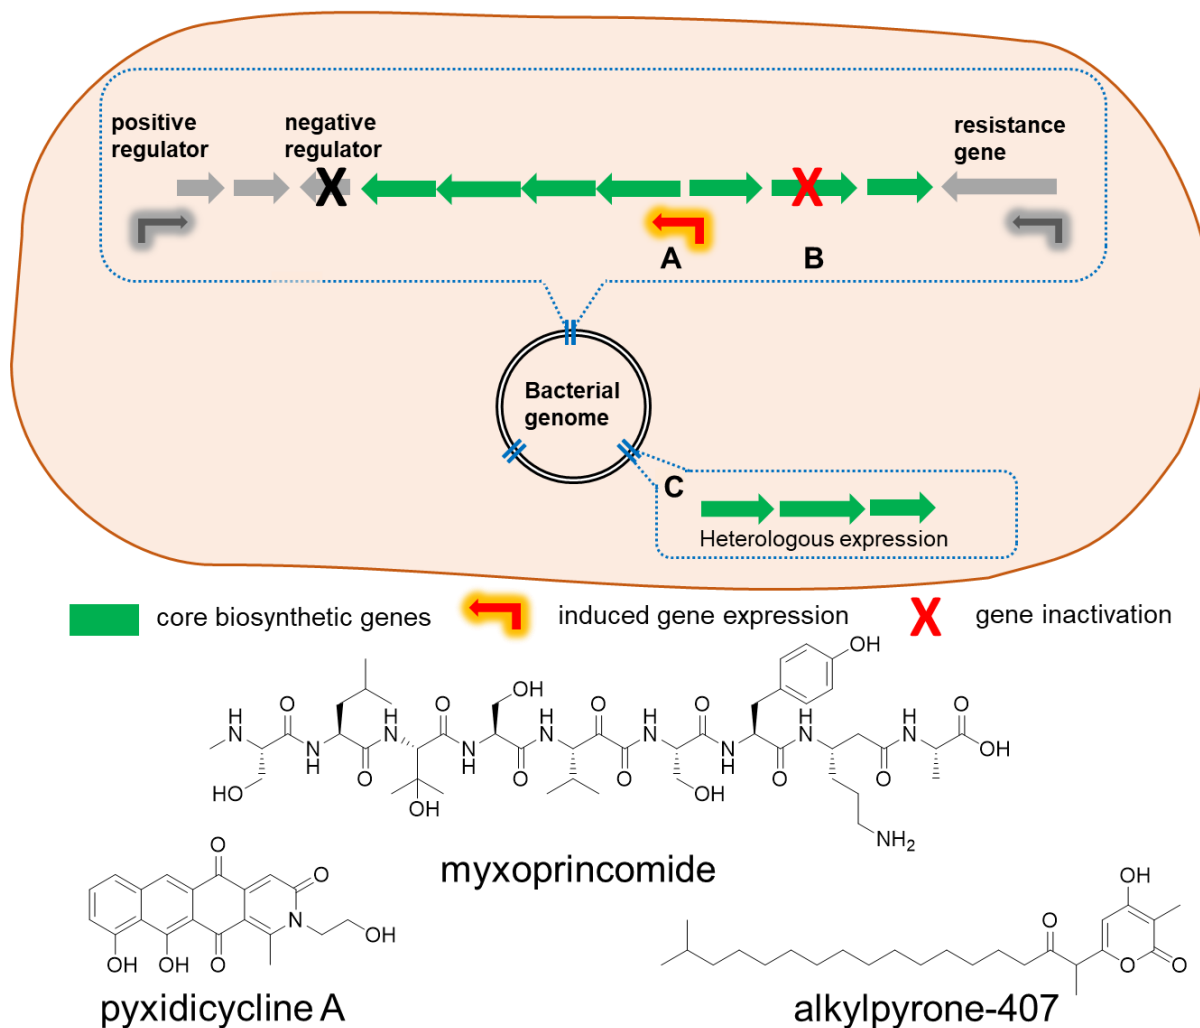 positive
regulator
negative
regulator
resistance
gene
X
X
A
B
Bacterial
genome
C
Heterologous expression
core biosynthetic genes
induced gene expression
X
gene inactivation
OH
O
O
OH
O
O
O
H
N
H
N
H
N
H
N
H
N
O
OH
N
H
N
H
N
H
N
H
HO
O
OH
O
O
OH
O
O
NH2
myxoprincomide
O
O
N
OH
OH
OH
O
pyxidicycline A
OH
O
O
O
alkylpyrone-407